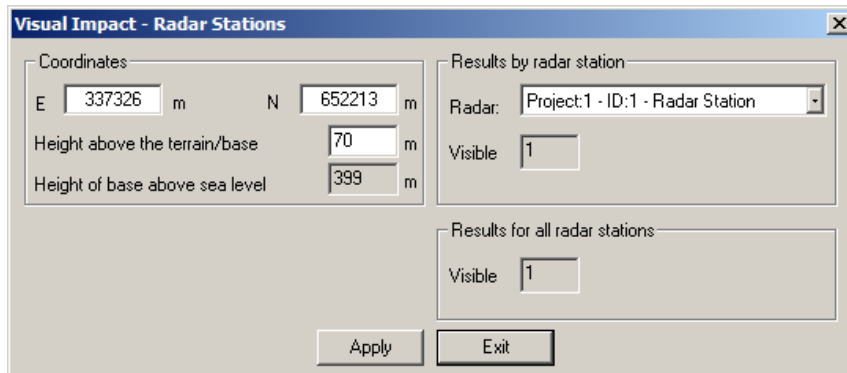 Visual Impact - Radar Stations
Coordinates
E 337326 m N 652213 m
Height above the terrain/base 70 m
Height of base above sea level 399 m
Results by radar station
Radar: Project:1 - ID:1 - Radar Station
Visible 1
Results for all radar stations
Visible 1
Apply Exit